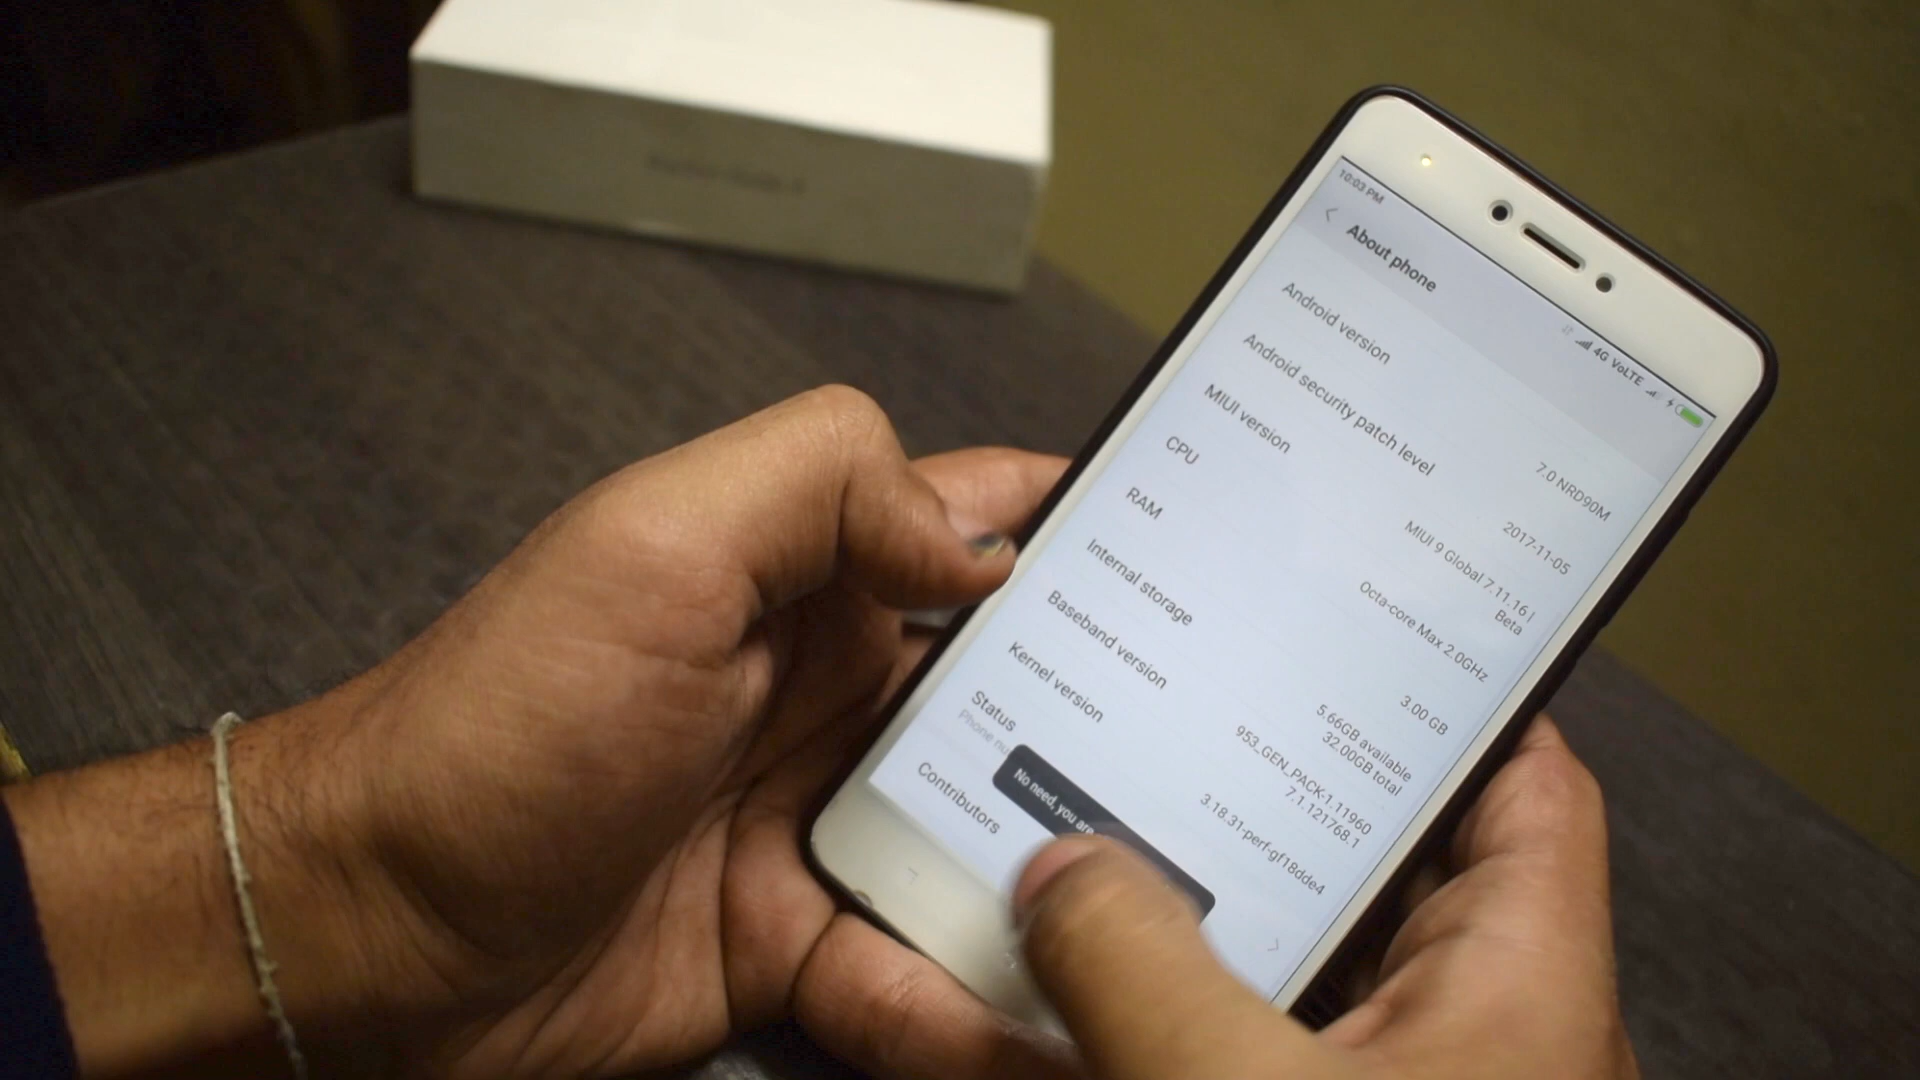 10:03 PM
4G VoLTE
About phone
Android version
7.0 NRD90M
Android security patch level
2017-11-05
MIUI version
MIUI 9 Global 7.11.16 |
Beta
CPU
Octa-core Max 2.0GHz
RAM
3.00 GB
Internal storage
5.66GB available
32.00GB total
Baseband version
953_GEN_PACK-1.11960
7.1.121768.1
Kernel version
3.18.31-perf-gf18dde4
Status
Phone
No need, you are
Contributors